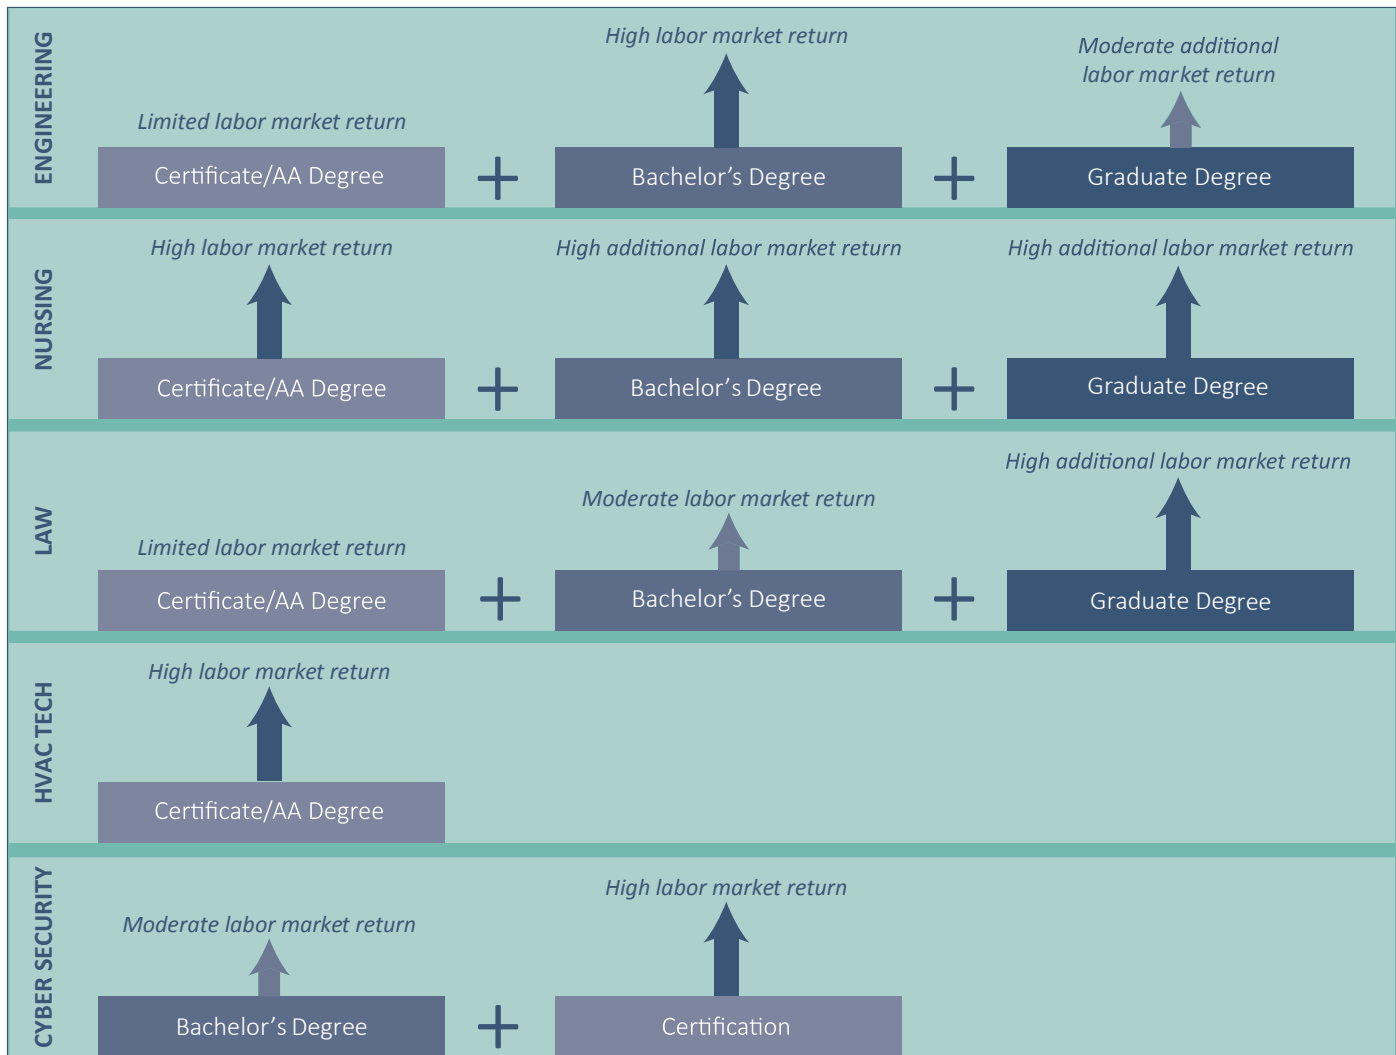 ENGINEERING
High labor market return
Moderate additional
labor market return
Limited labor market return
Certificate/AA Degree
+
Bachelor's Degree
+
Graduate Degree
NURSING
High labor market return
High additional labor market return
High additional labor market return
Certificate/AA Degree
+
Bachelor's Degree
+
Graduate Degree
LAW
High additional labor market return
Moderate labor market return
Limited labor market return
Certificate/AA Degree
+
Bachelor's Degree
+
Graduate Degree
HVAC TECH
High labor market return
Certificate/AA Degree
CYBER SECURITY
High labor market return
Moderate labor market return
Bachelor's Degree
+
Certification